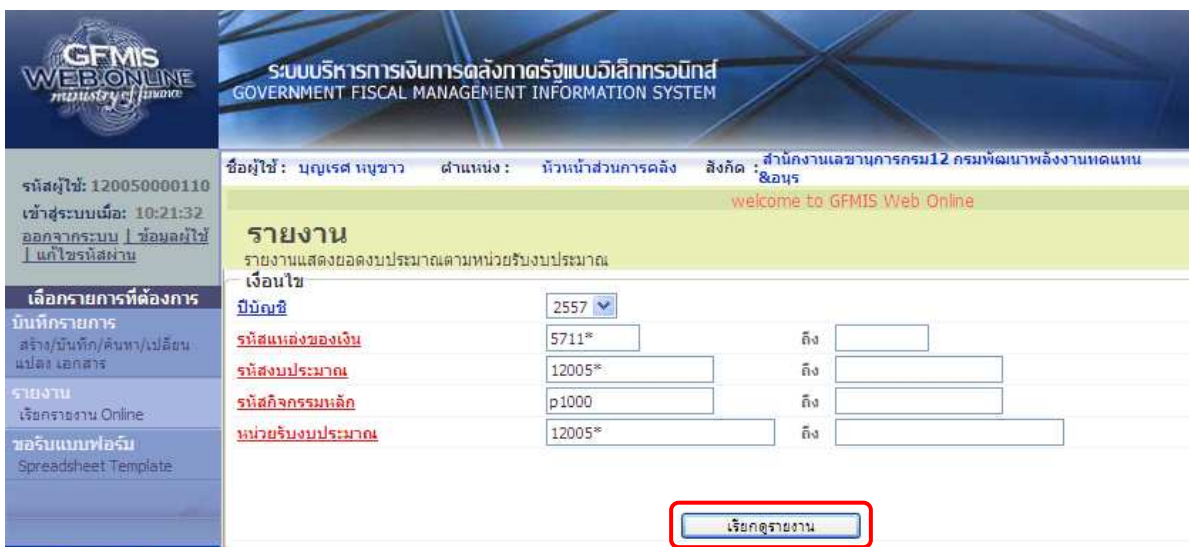 GFMIS
WEB ONLINE
ministry of finance
ระบบริหารการเงินการคลังภาครัฐแบบอิเล็กทรอนิกส์
GOVERNMENT FISCAL MANAGEMENT INFORMATION SYSTEM
รหัสผู้ใช้: 120050000110
เข้าสู่ระบบเมื่อ: 10:21:32
ออกจากระบบ | ข้อมูลผู้ใช้
| แก้ไขรหัสผ่าน
เลือกรายการที่ต้องการ
บันทึกรายการ
สร้าง/บันทึก/ค้นหา/เปลี่ยน
แปลง เอกสาร
รายงาน
เรียกรายงาน Online
ขอรับแบบฟอร์ม
Spreadsheet Template
ชื่อผู้ใช้ : บุญเรศ หนูขาว ตำแหน่ง : หัวหน้าส่วนการคลัง สังกัด : สำนักงานเลขานุการกรม12 กรมพัฒนาพลังงานทดแทน
&อนุร
welcome to GFMIS Web Online
รายงาน
รายงานแสดงยอดงบประมาณตามหน่วยรับงบประมาณ
เงื่อนไข
ปีบัญชี 2557
รหัสแหล่งของเงิน 5711* ถึง
รหัสงบประมาณ 12005* ถึง
รหัสกิจกรรมหลัก p1000 ถึง
หน่วยรับงบประมาณ 12005* ถึง
เรียกดูรายงาน